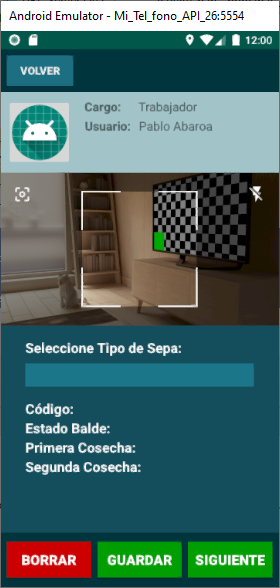 Android Emulator - Mi_Tel_fono_API_26:5554
12:00
VOLVER
Cargo: Trabajador
Usuario: Pablo Abaroa
Seleccione Tipo de Sepa:
Código:
Estado Balde:
Primera Cosecha:
Segunda Cosecha:
BORRAR GUARDAR SIGUIENTE